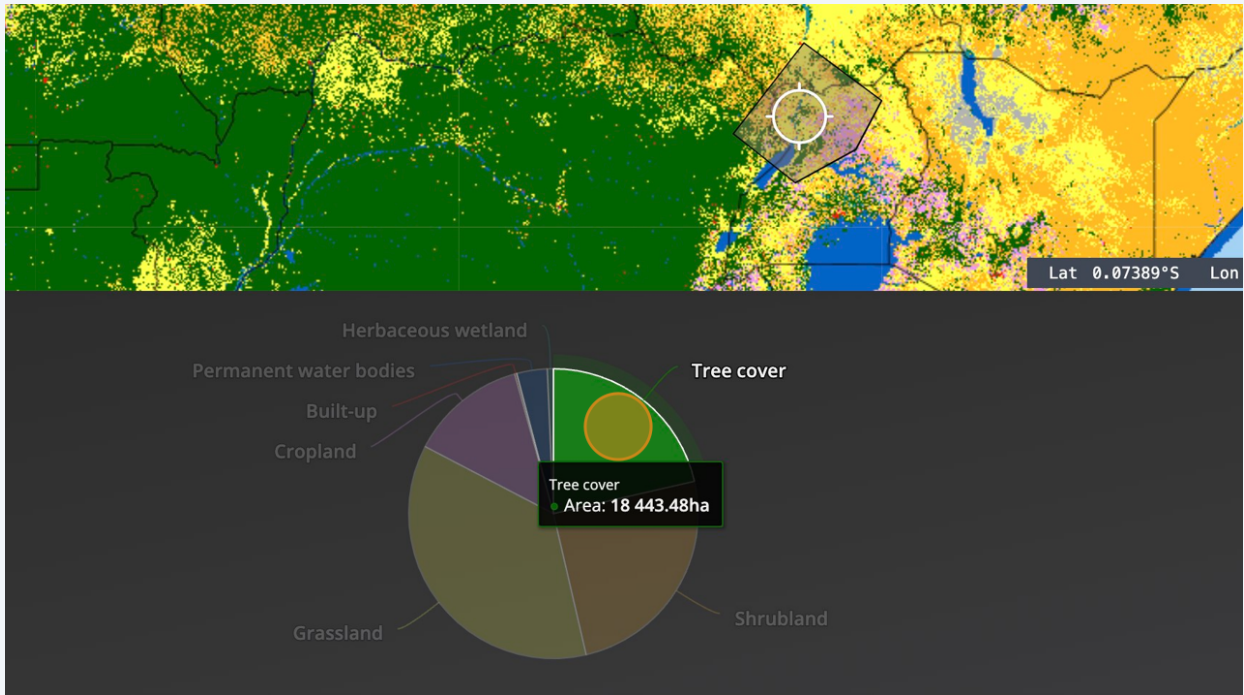 Lat 0.07389°S Lon
Herbaceous wetland
Permanent water bodies
Tree cover
Built-up
Cropland
Tree cover
Area: 18 443.48ha
Shrubland
Grassland